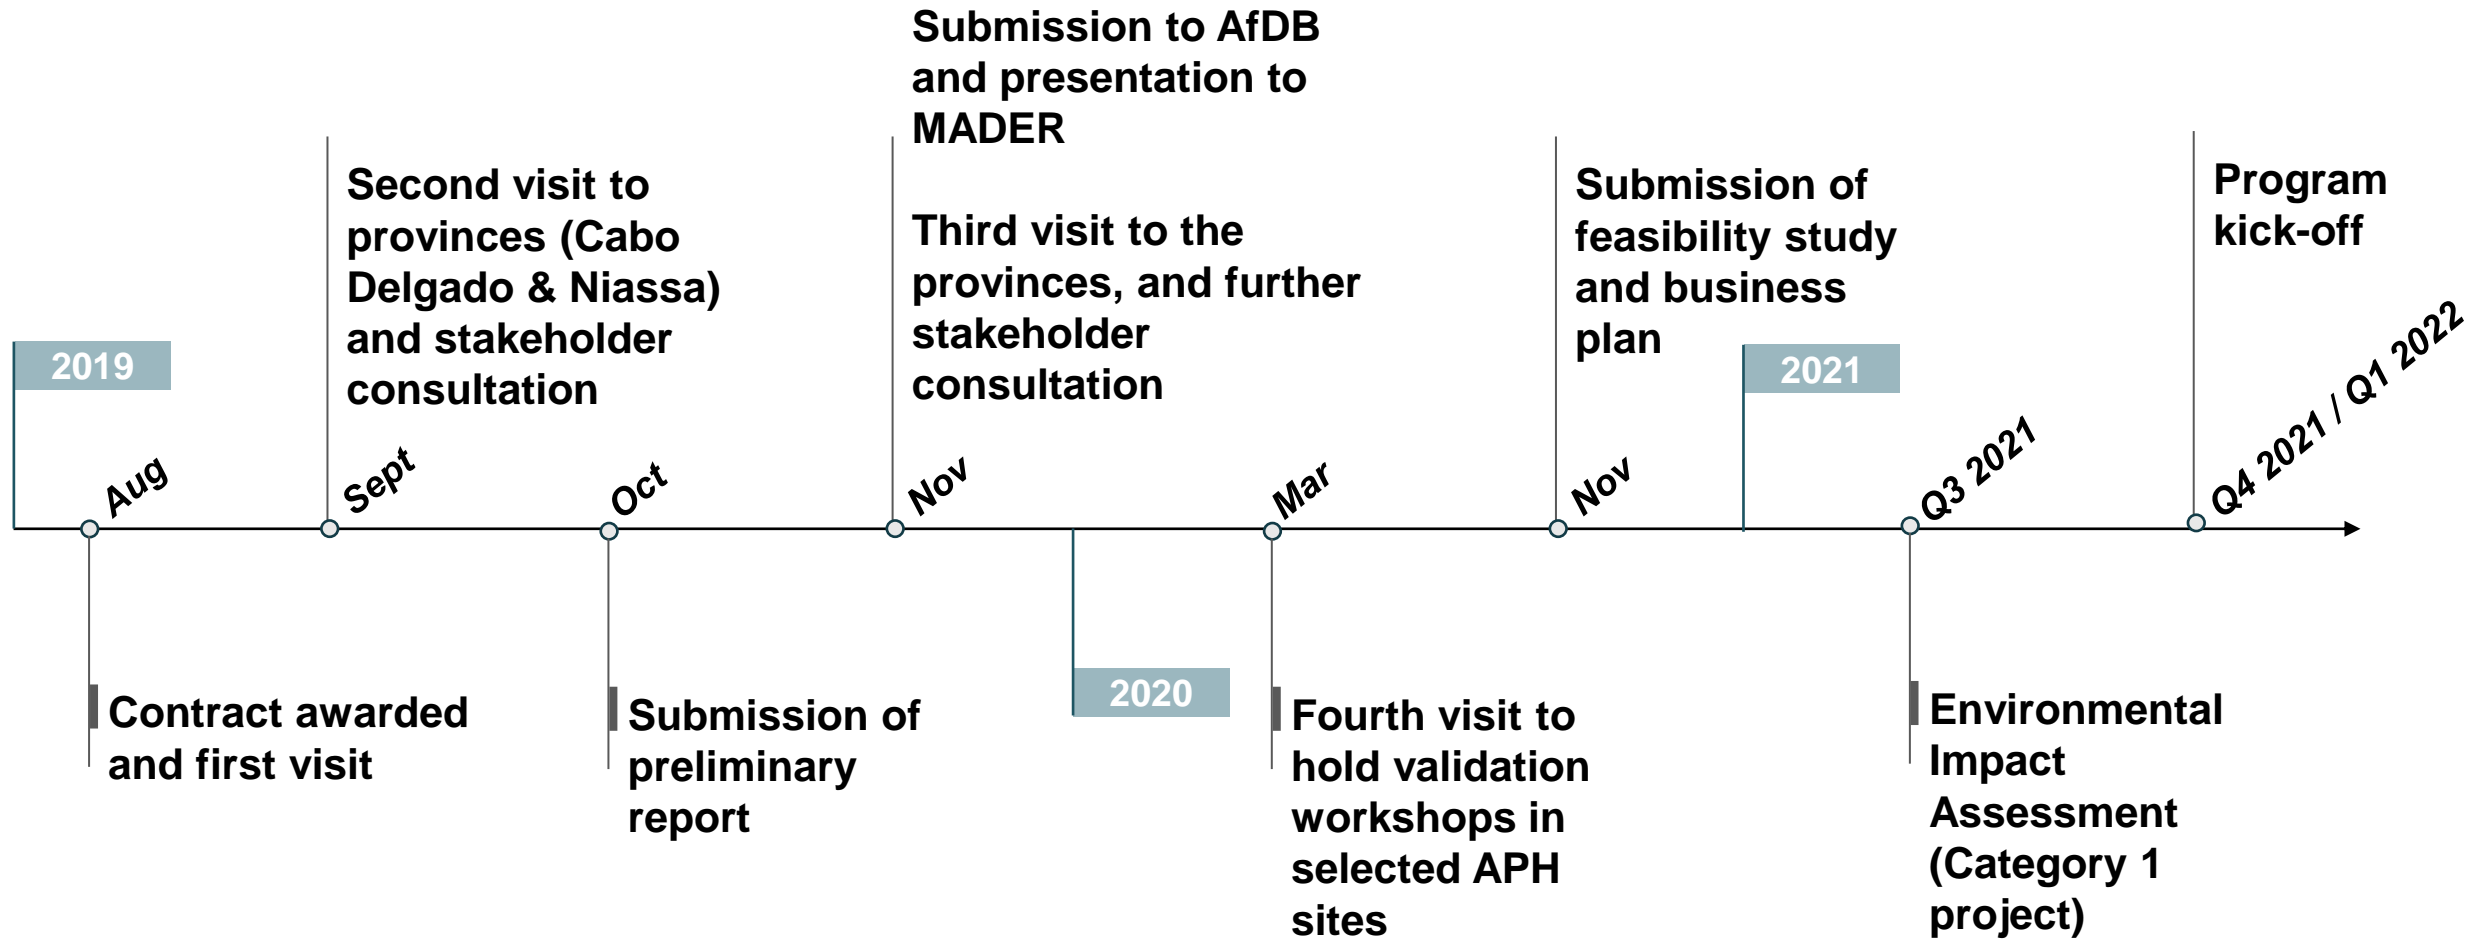 2019
Aug
Contract awarded
and first visit
Sept
Second visit to
provinces (Cabo
Delgado & Niassa)
and stakeholder
consultation
Oct
Submission of
preliminary
report
Nov
Submission to AfDB
and presentation to
MADER
Third visit to the
provinces, and further
stakeholder
consultation
2020
Mar
Fourth visit to
hold validation
workshops in
selected APH
sites
Nov
Submission of
feasibility study
and business
plan
2021
Q3 2021
Environmental
Impact
Assessment
(Category 1
project)
Q4 2021 / Q1 2022
Program
kick-off